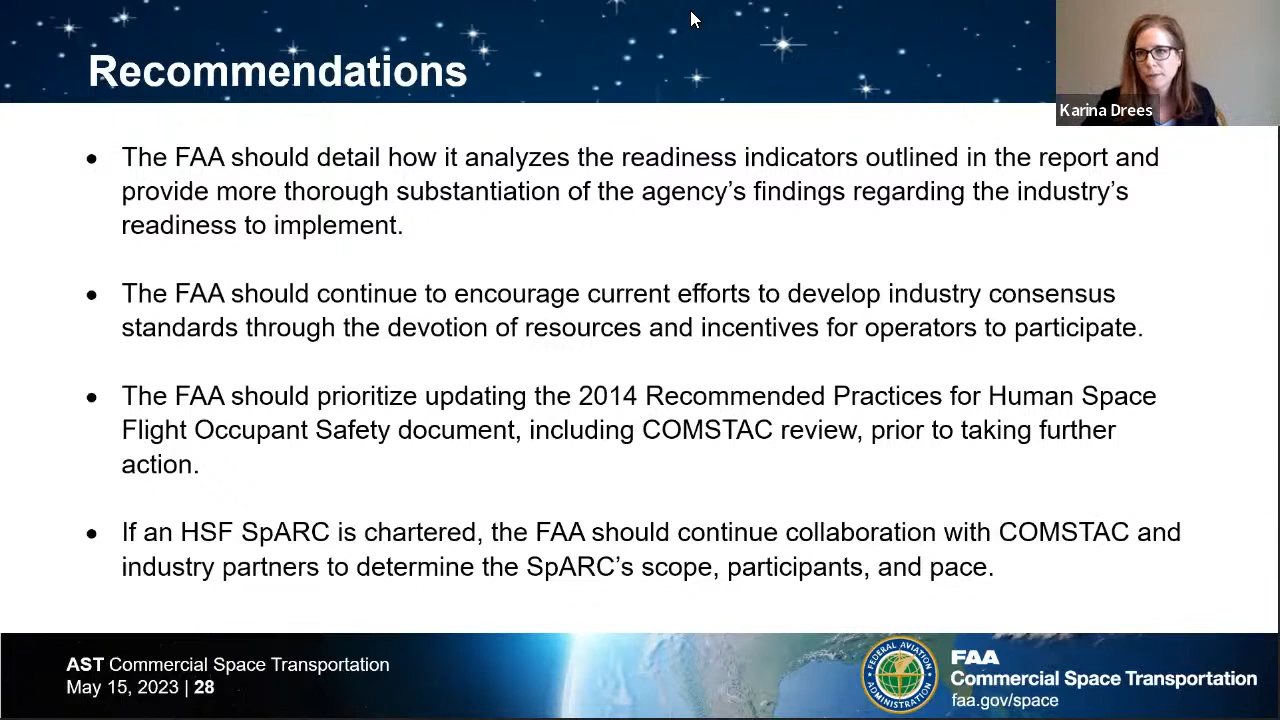 Recommendations
Karina Drees
• The FAA should detail how it analyzes the readiness indicators outlined in the report and
provide more thorough substantiation of the agency’s findings regarding the industry’s
readiness to implement.
• The FAA should continue to encourage current efforts to develop industry consensus
standards through the devotion of resources and incentives for operators to participate.
• The FAA should prioritize updating the 2014 Recommended Practices for Human Space
Flight Occupant Safety document, including COMSTAC review, prior to taking further
action.
• If an HSF SpARC is chartered, the FAA should continue collaboration with COMSTAC and
industry partners to determine the SpARC’s scope, participants, and pace.
AST Commercial Space Transportation
May 15, 2023 | 28
FEDERAL AVIATION
ADMINISTRATION
FAA
Commercial Space Transportation
faa.gov/space